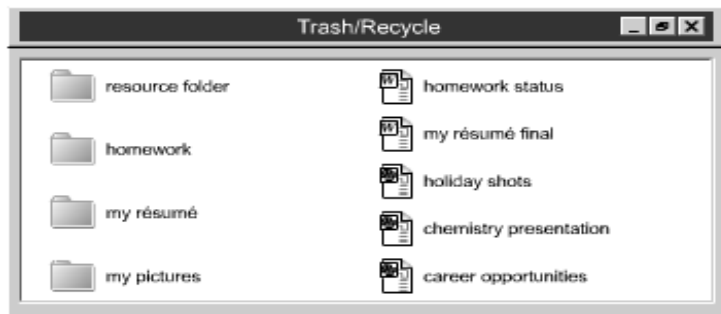 Trash/Recycle
resource folder
homework
my résumé
my pictures
homework status
my résumé final
holiday shots
chemistry presentation
career opportunities